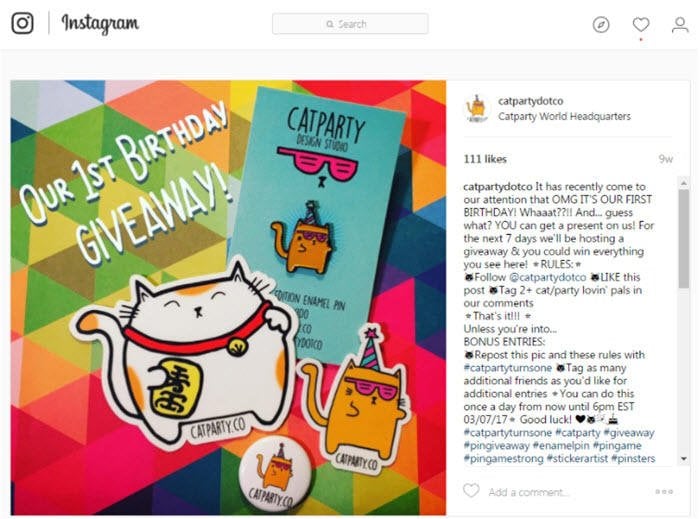 Instagram
Search
OUR 1ST BIRTHDAY
GIVEAWAY!
CATPARTY
DESIGN STUDIO
EDITION ENAMEL PIN
.CO
YDOTCO
CATPARTY.CO
CATPARTY.CO
CATPARTY.CO
catpartydotco
Catparty World Headquarters
111 likes
9w
catpartydotco It has recently come to
our attention that OMG IT'S OUR FIRST
BIRTHDAY! Whaaat??!! And... guess
what? YOU can get a present on us! For
the next 7 days we'll be hosting a
giveaway & you could win everything
you see here! ⭐RULES:⭐
🐱Follow @catpartydotco 🐱LIKE this
post 🐱Tag 2+ cat/party lovin` pals in
our comments
⭐That's it!!! ⭐
Unless you're into...
BONUS ENTRIES:
🐱Repost this pic and these rules with
#catpartyturnsone 🐱Tag as many
additional friends as you'd like for
additional entries ⭐You can do this
once a day from now until 6pm EST
03/07/17⭐ Good luck! ❤🐱🎉🎂
#catpartyturnsone #catparty #giveaway
#pingiveaway #enamelpin #pingame
#pingamestrong #stickerartist #pinsters
Add a comment...